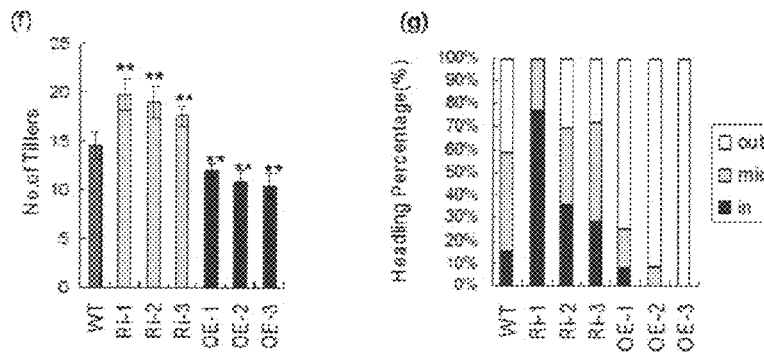 (f)
No.of Tillers
25
20
15
10
5
0
** ** ** ** ** **
WT RI-1 RI-2 RI-3 OE-1 OE-2 OE-3
(g)
Headling Percentage(%)
100%
90%
80%
70%
60%
50%
40%
30%
20%
10%
0%
WT RI-1 RI-2 RI-3 OE-1 OE-2 OE-3
out
mid
in